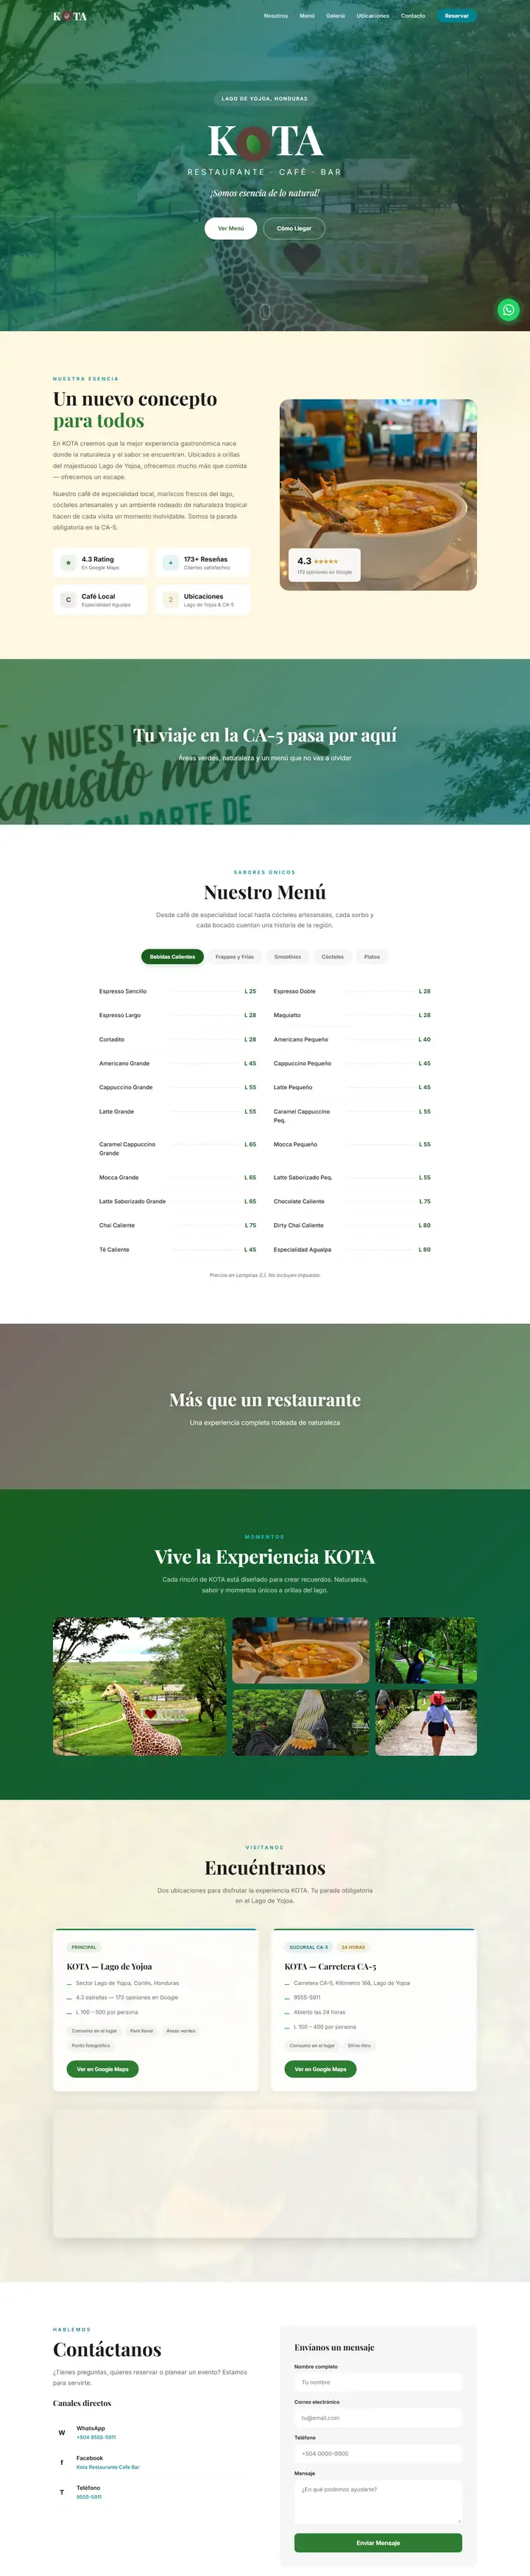 KOTA
Nosotros
Menú
Galería
Ubicaciones
Contacto
Reservar
LAGO DE YOJOA, HONDURAS
KOTA
RESTAURANTE · CAFÉ · BAR
¡Somos esencia de lo natural!
Ver Menú
Cómo Llegar
NUESTRA ESENCIA
Un nuevo concepto
para todos
En KOTA creemos que la mejor experiencia gastronómica nace
donde la naturaleza y el sabor se encuentran. Ubicados a orillas
del majestuoso Lago de Yojoa, ofrecemos mucho más que comida
— ofrecemos un escape.
Nuestro café de especialidad local, mariscos frescos del lago,
cócteles artesanales y un ambiente rodeado de naturaleza tropical
hacen de cada visita un momento inolvidable. Somos la parada
obligatoria en la CA-5.
4.3 Rating
En Google Maps
+
173+ Reseñas
Clientes satisfechos
C
Café Local
Especialidad Agualpa
2
Ubicaciones
Lago de Yojoa & CA-5
4.3 ★★★★★
173 opiniones en Google
Y NUEST
xquisito menú
CON PARTE DE
Tu viaje en la CA-5 pasa por aquí
Áreas verdes, naturaleza y un menú que no vas a olvidar
SABORES ÚNICOS
Nuestro Menú
Desde café de especialidad local hasta cócteles artesanales, cada sorbo y
cada bocado cuentan una historia de la región.
Bebidas Calientes
Frappes y Frías
Smoothies
Cócteles
Platos
Espresso Sencillo L 25
Espresso Doble L 28
Espresso Largo L 28
Maquiatto L 28
Cortadito L 28
Americano Pequeño L 40
Americano Grande L 45
Cappuccino Pequeño L 45
Cappuccino Grande L 55
Latte Pequeño L 45
Latte Grande L 55
Caramel Cappuccino L 55
Peq.
Caramel Cappuccino L 65
Grande
Mocca Pequeño L 55
Mocca Grande L 65
Latte Saborizado Peq. L 55
Latte Saborizado Grande L 65
Chocolate Caliente L 75
Chai Caliente L 75
Dirty Chai Caliente L 80
Té Caliente L 45
Especialidad Agualpa L 80
Precios en Lempiras (L). No incluyen impuesto.
Más que un restaurante
Una experiencia completa rodeada de naturaleza
MOMENTOS
Vive la Experiencia KOTA
Cada rincón de KOTA está diseñado para crear recuerdos. Naturaleza,
sabor y momentos únicos a orillas del lago.
VISÍTANOS
Encuéntranos
Dos ubicaciones para disfrutar la experiencia KOTA. Tu parada obligatoria
en el Lago de Yojoa.
PRINCIPAL
KOTA — Lago de Yojoa
— Sector Lago de Yojoa, Cortés, Honduras
— 4.3 estrellas — 173 opiniones en Google
— L 100 – 500 por persona
Consumo en el lugar
Para llevar
Áreas verdes
Punto fotográfico
Ver en Google Maps
SUCURSAL CA-5
24 HORAS
KOTA — Carretera CA-5
— Carretera CA-5, Kilómetro 166, Lago de Yojoa
— 9555-5911
— Abierto las 24 horas
— L 100 – 400 por persona
Consumo en el lugar
Drive-thru
Ver en Google Maps
HABLEMOS
Contáctanos
¿Tienes preguntas, quieres reservar o planear un evento? Estamos
para servirte.
Canales directos
W
WhatsApp
+504 9555-5911
f
Facebook
Kota Restaurante Cafe Bar
T
Teléfono
9555-5911
Envíanos un mensaje
Nombre completo
Tu nombre
Correo electrónico
tu@email.com
Teléfono
+504 0000-0000
Mensaje
¿En qué podemos ayudarte?
Enviar Mensaje